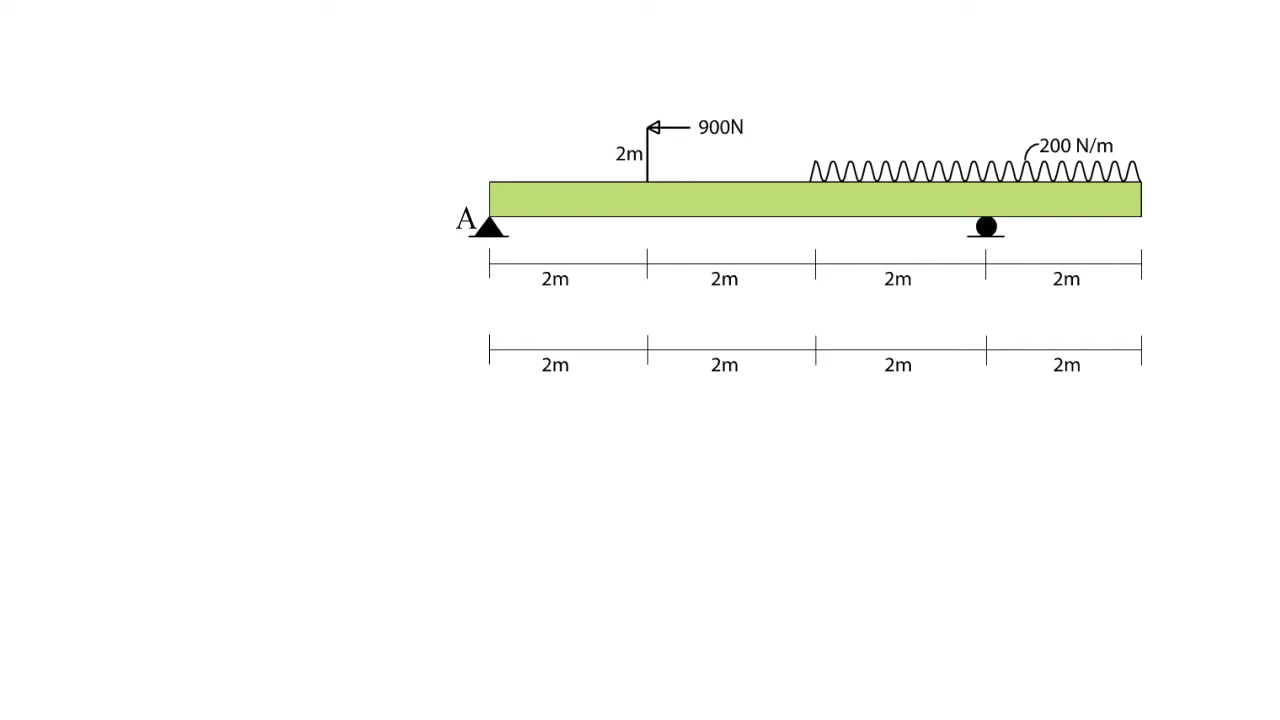 900N
2m
200 N/m
A
2m 2m 2m 2m
2m 2m 2m 2m